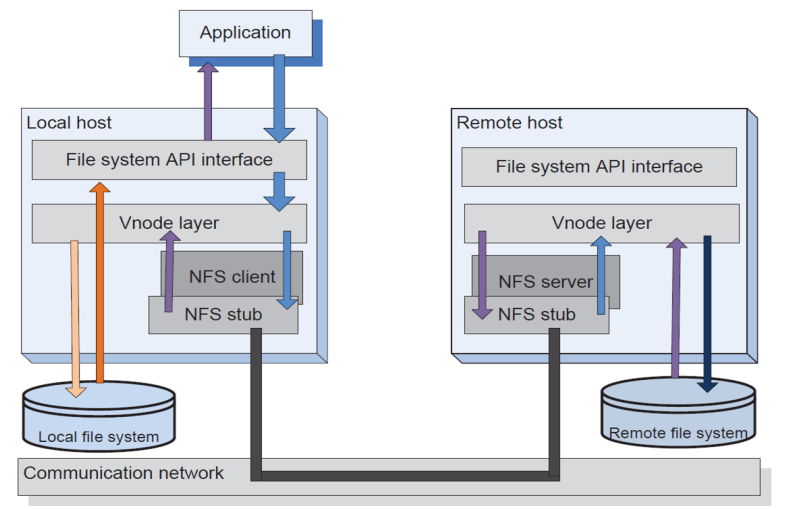 Application
Local host
File system API interface
Vnode layer
NFS client
NFS stub
Local file system
Remote host
File system API interface
Vnode layer
NFS server
NFS stub
Remote file system
Communication network